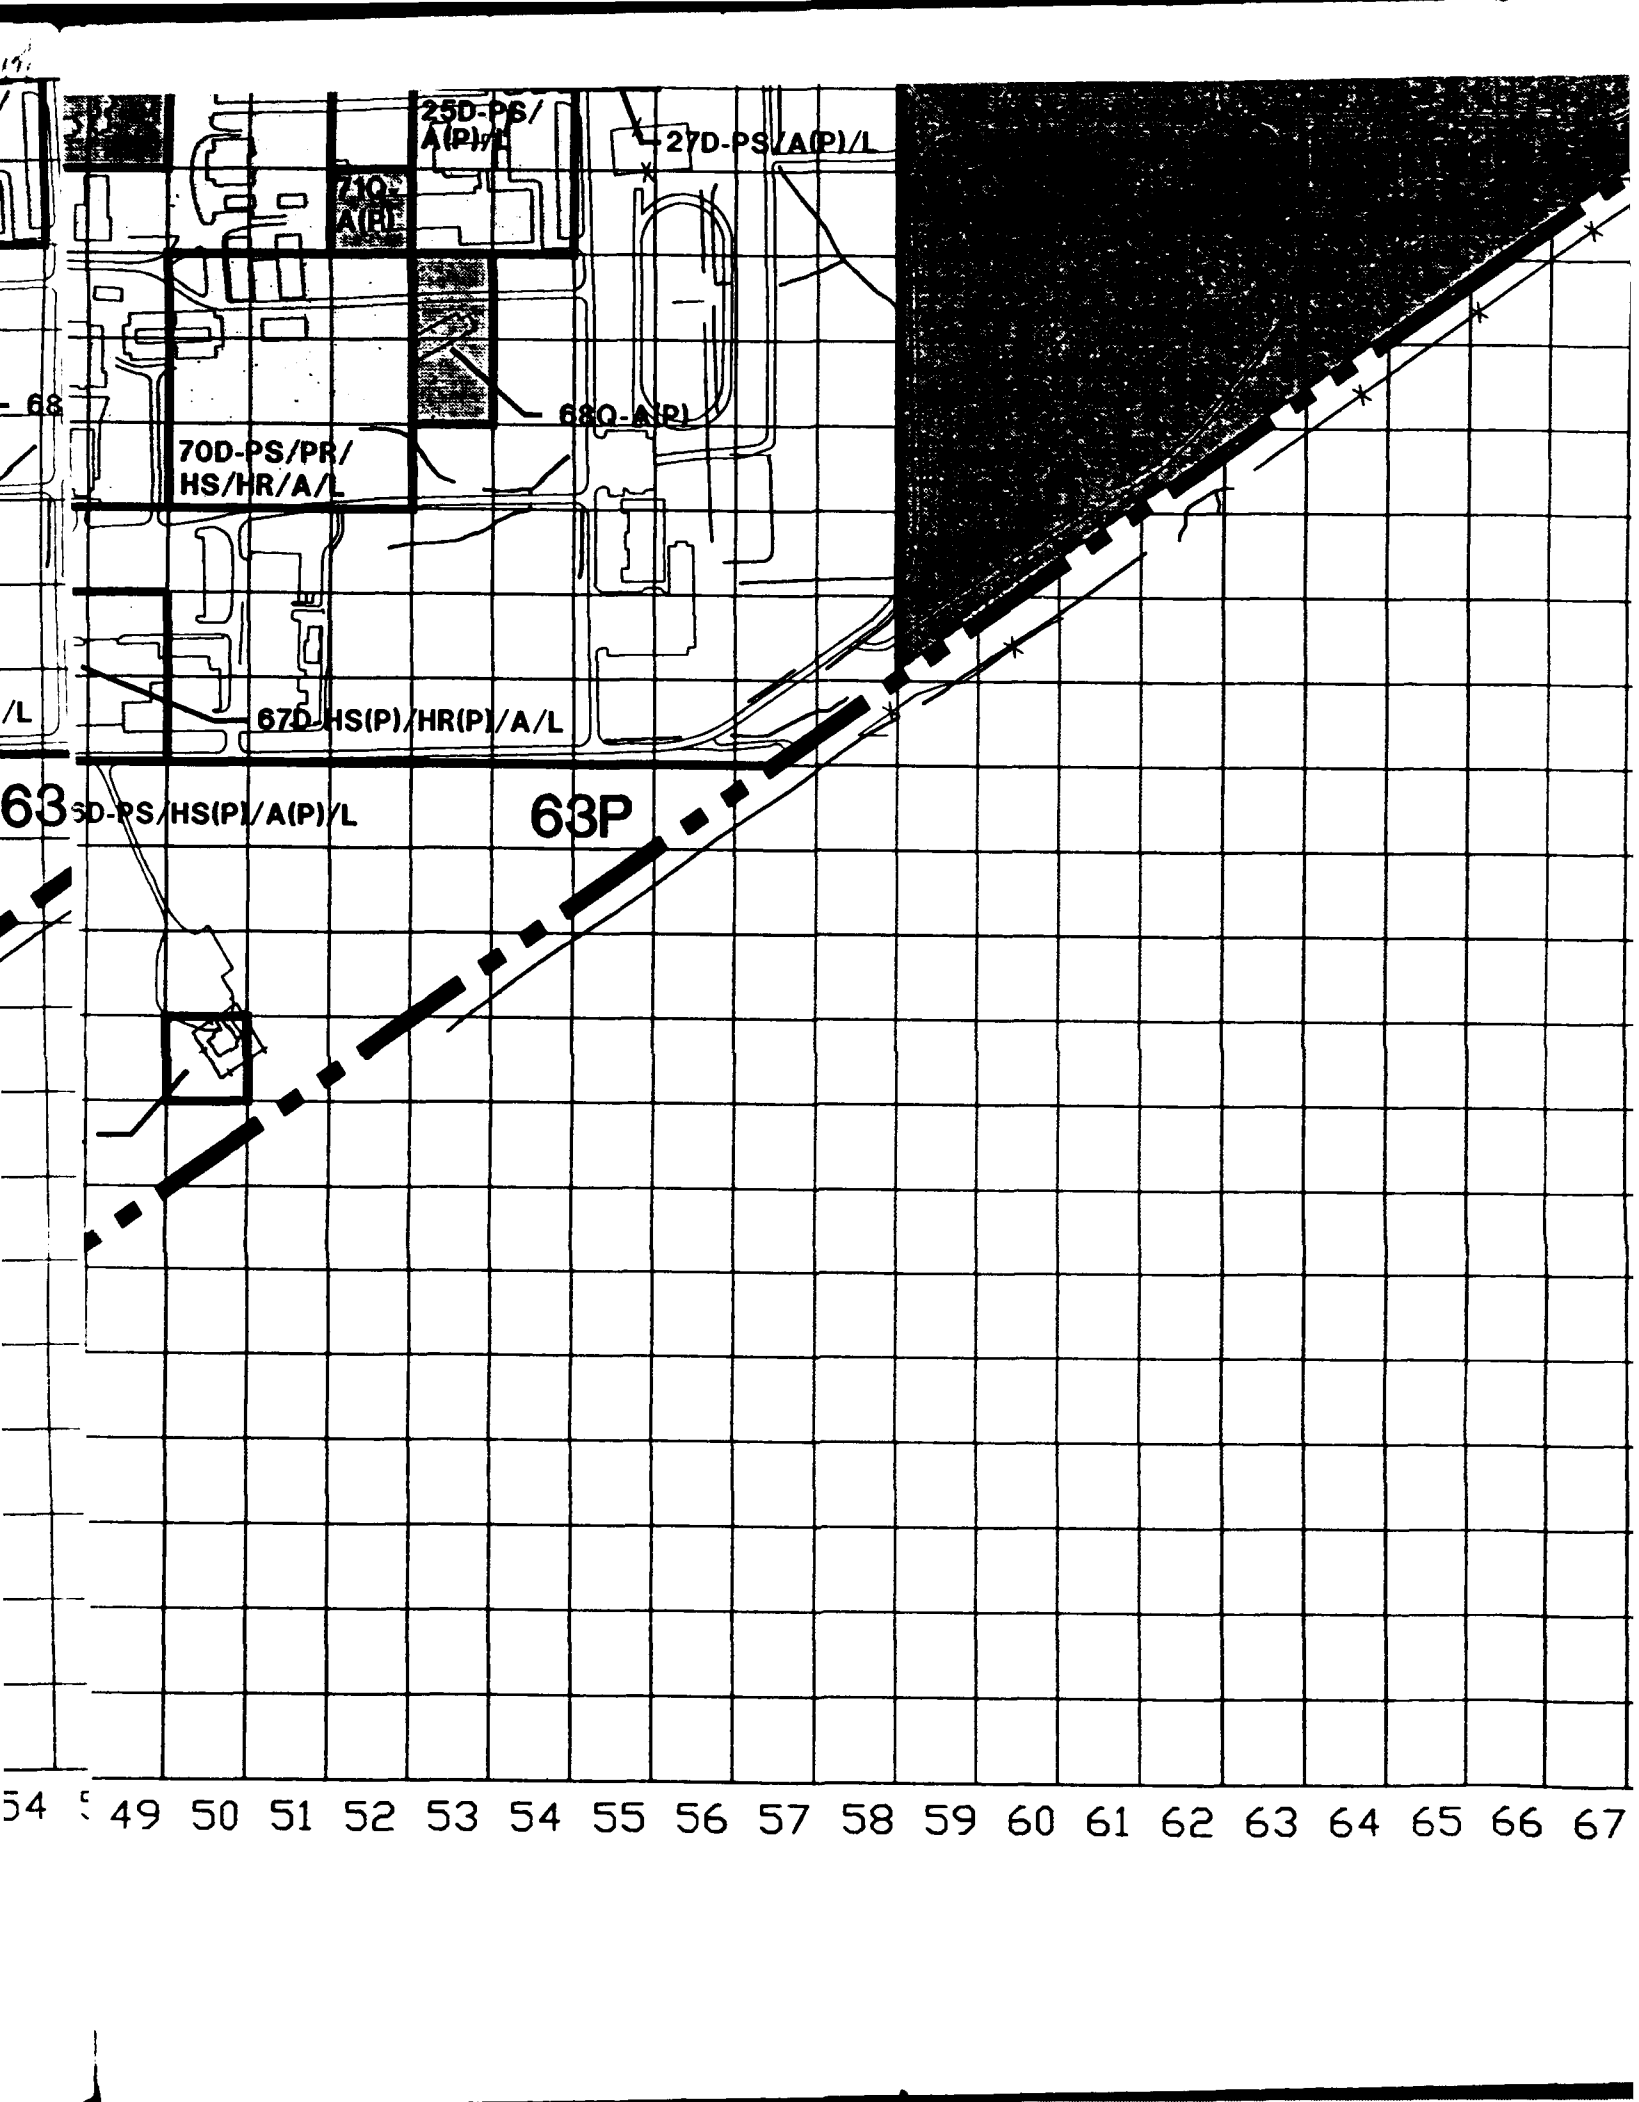 25D-PS/
A(P)/L
27D-PS/A(P)/L
71Q-
A(P)
68
68Q-A(P)
70D-PS/PR/
HS/HR/A/L
/L
67D-HS(P)/HR(P)/A/L
63
D-PS/HS(P)/A(P)/L
63P
54
49 50 51 52 53 54 55 56 57 58 59 60 61 62 63 64 65 66 67